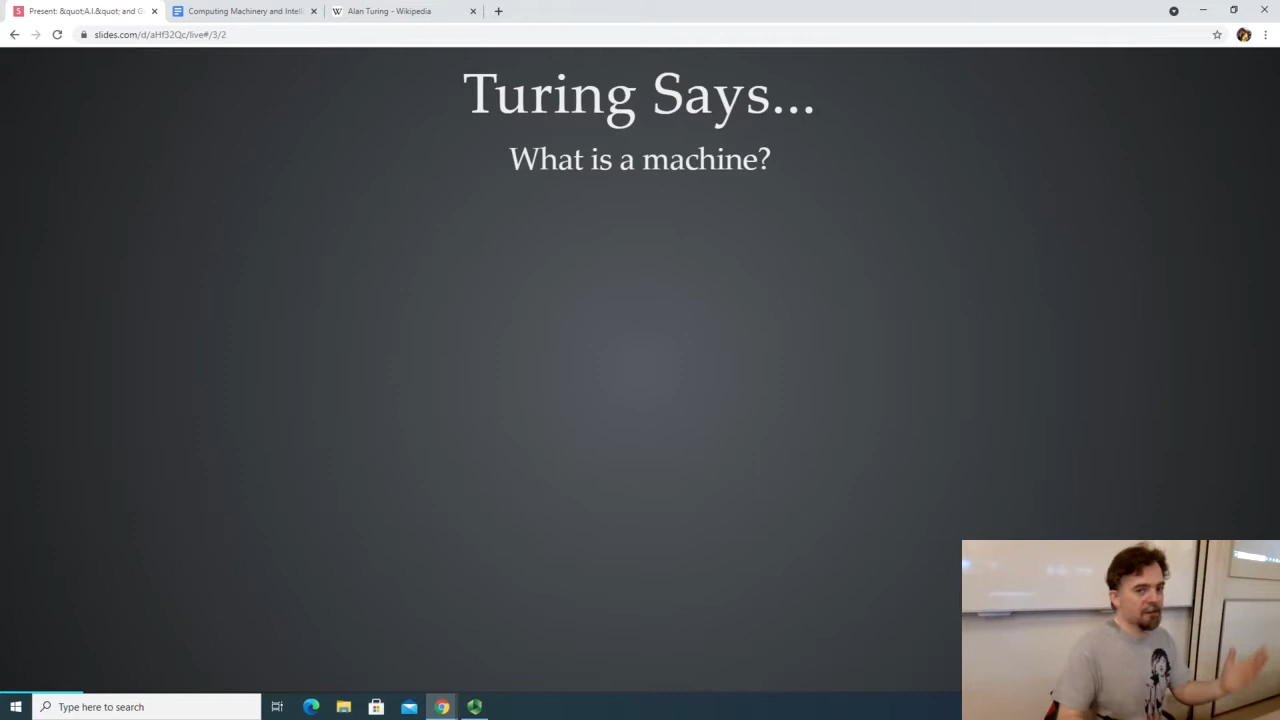 Present: &quot;A.I.&quot; and G
Computing Machinery and Intelli
Alan Turing - Wikipedia
slides.com/d/aHf32Qc/live#/3/2
Turing Says...
What is a machine?
Type here to search